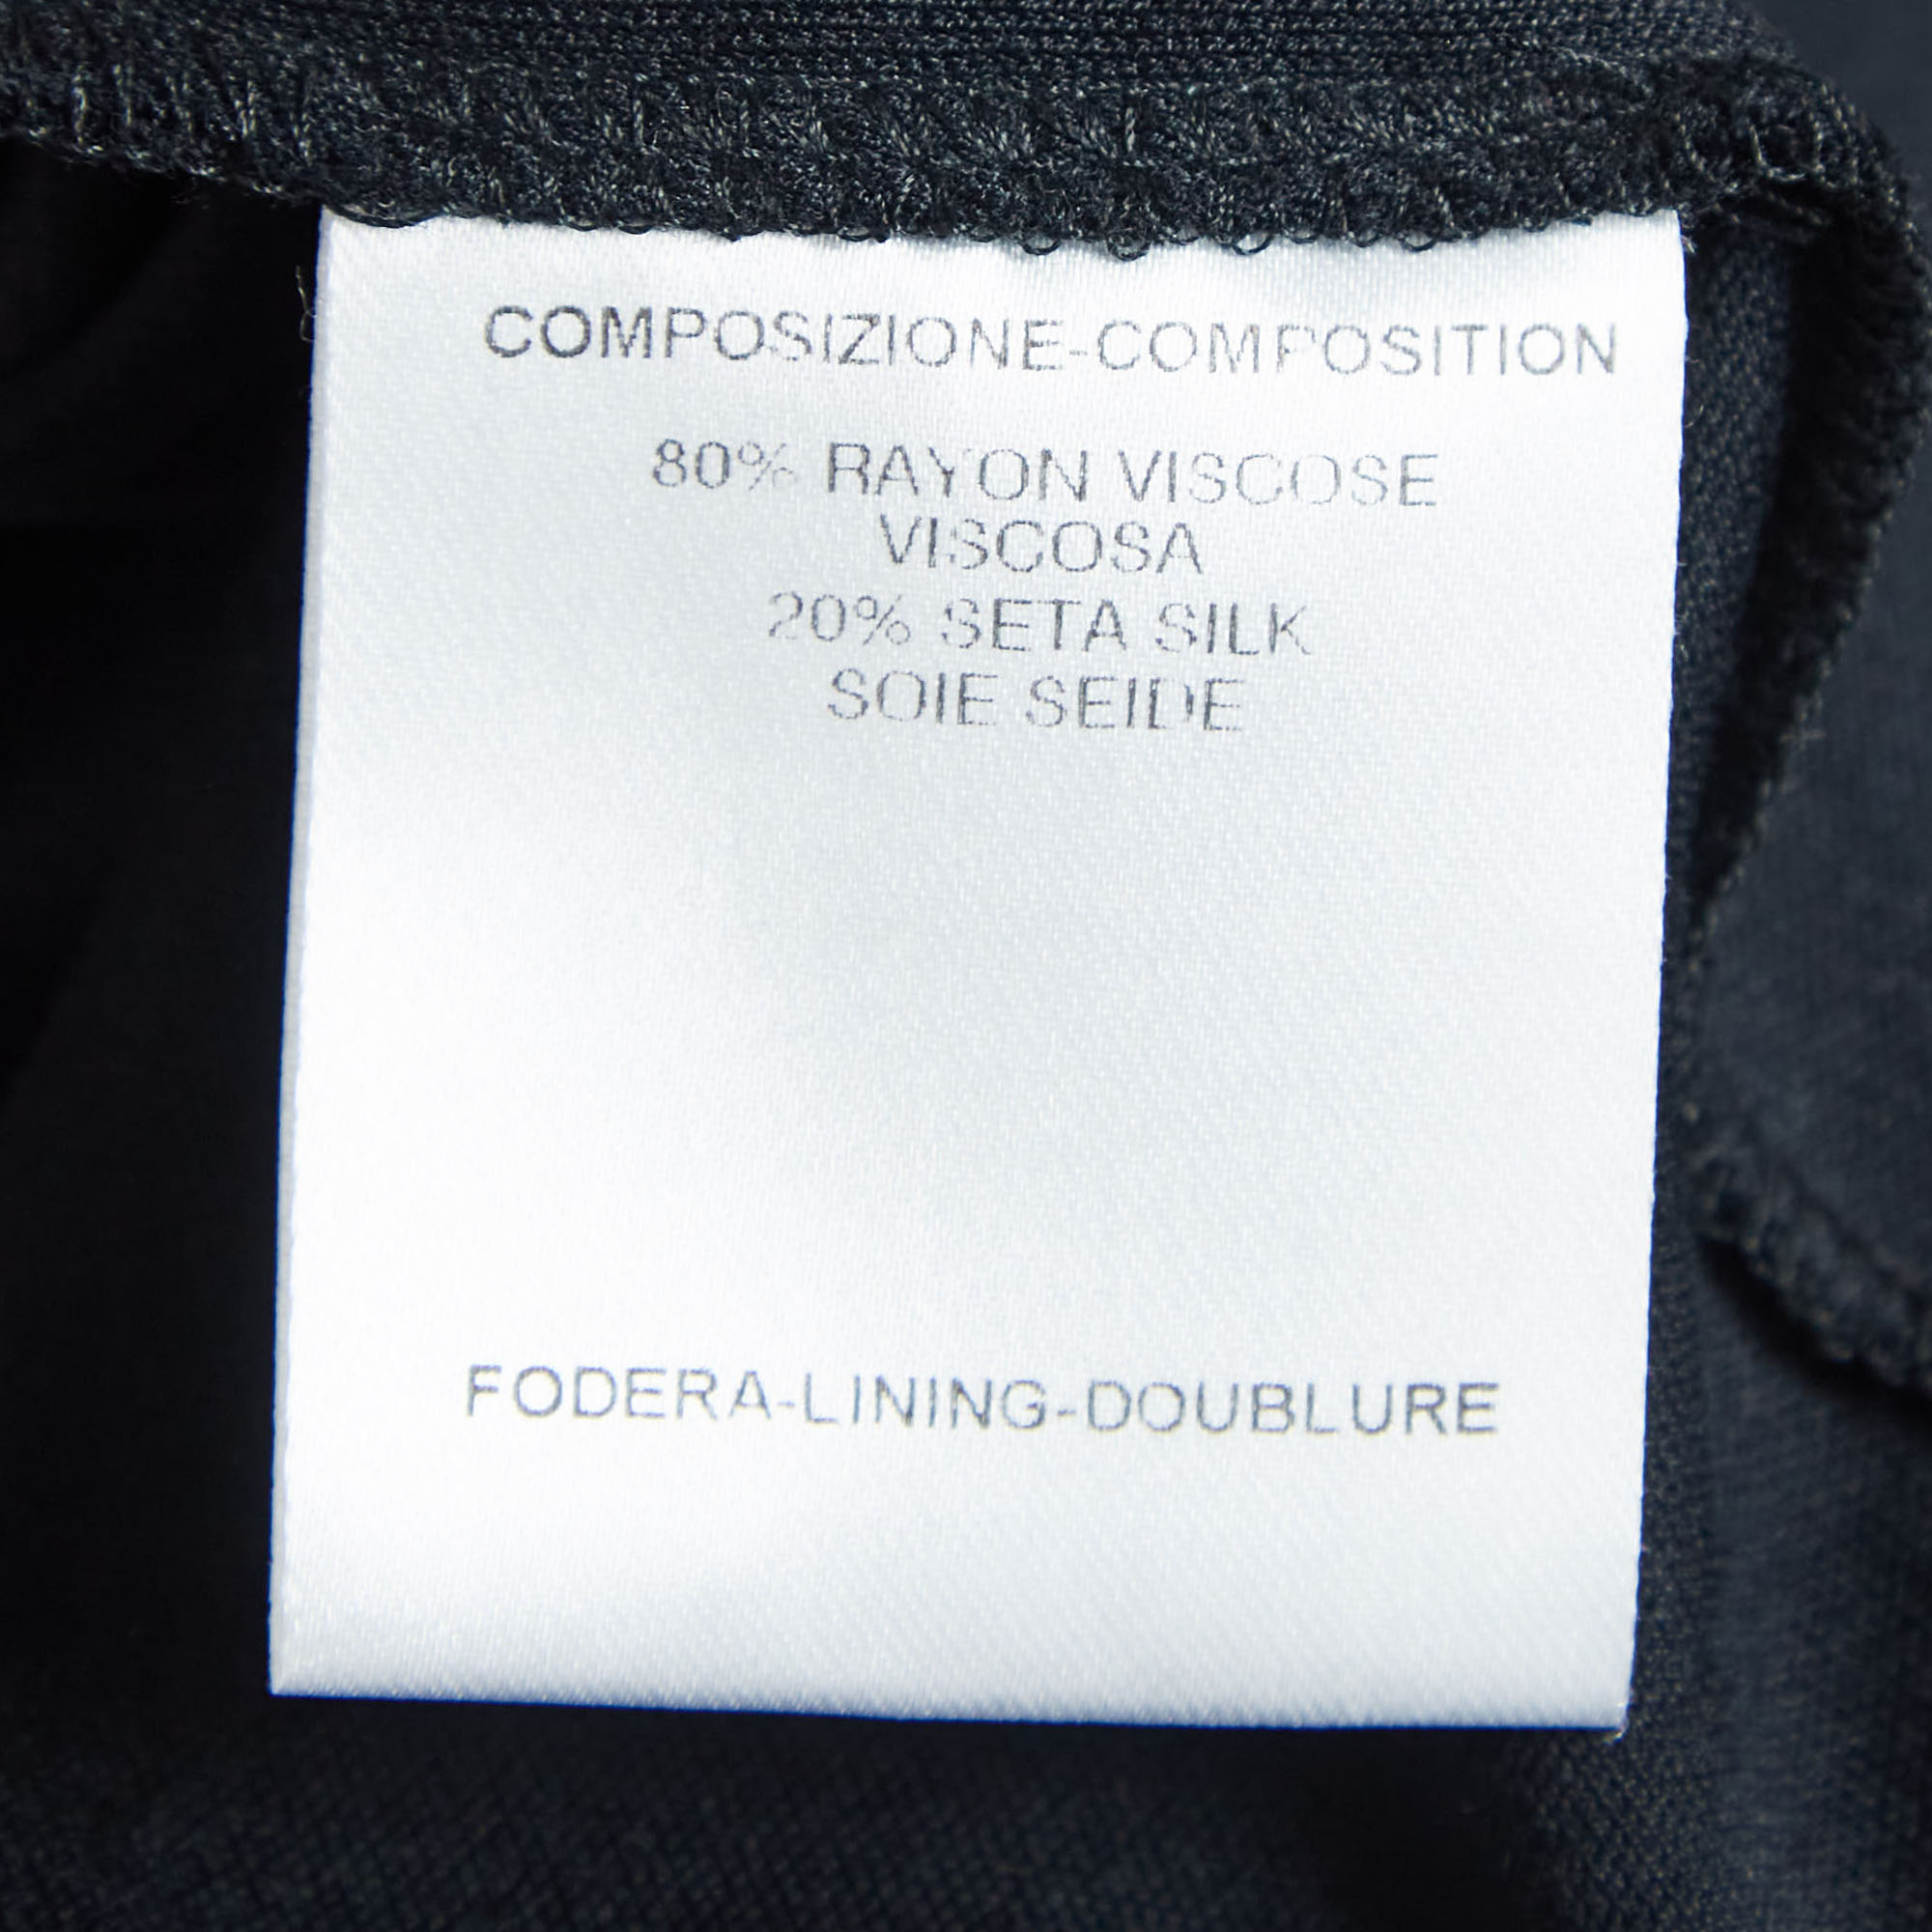 COMPOSIZIONE-COMPOSITION
80% RAYON VISCOSE
VISCOSA
20% SETA SILK
SOIE SEIDE
FODERA-LINING-DOUBLURE